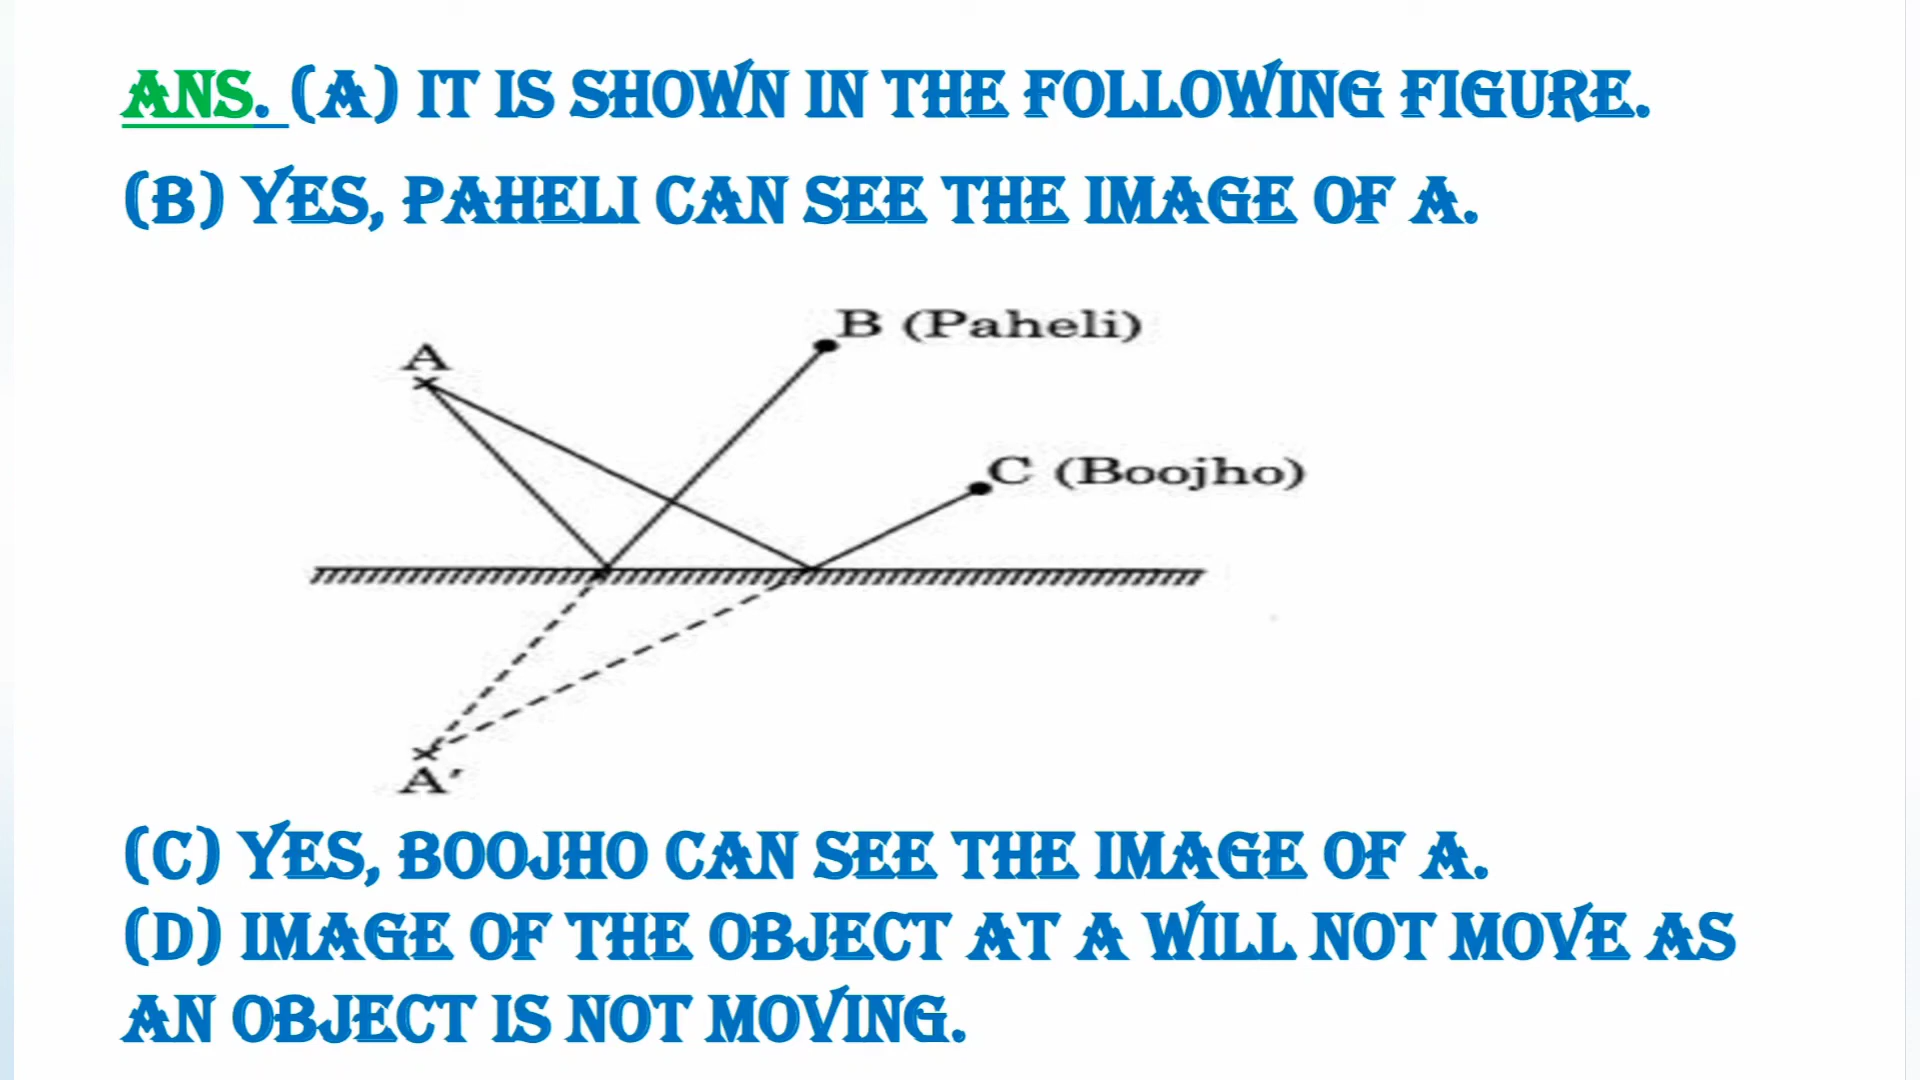 ANS. (A) IT IS SHOWN IN THE FOLLOWING FIGURE.
(B) YES, PAHELI CAN SEE THE IMAGE OF A.
B (Paheli)
A
C (Boojho)
A'
(C) YES, BOOJHO CAN SEE THE IMAGE OF A.
(D) IMAGE OF THE OBJECT AT A WILL NOT MOVE AS
AN OBJECT IS NOT MOVING.